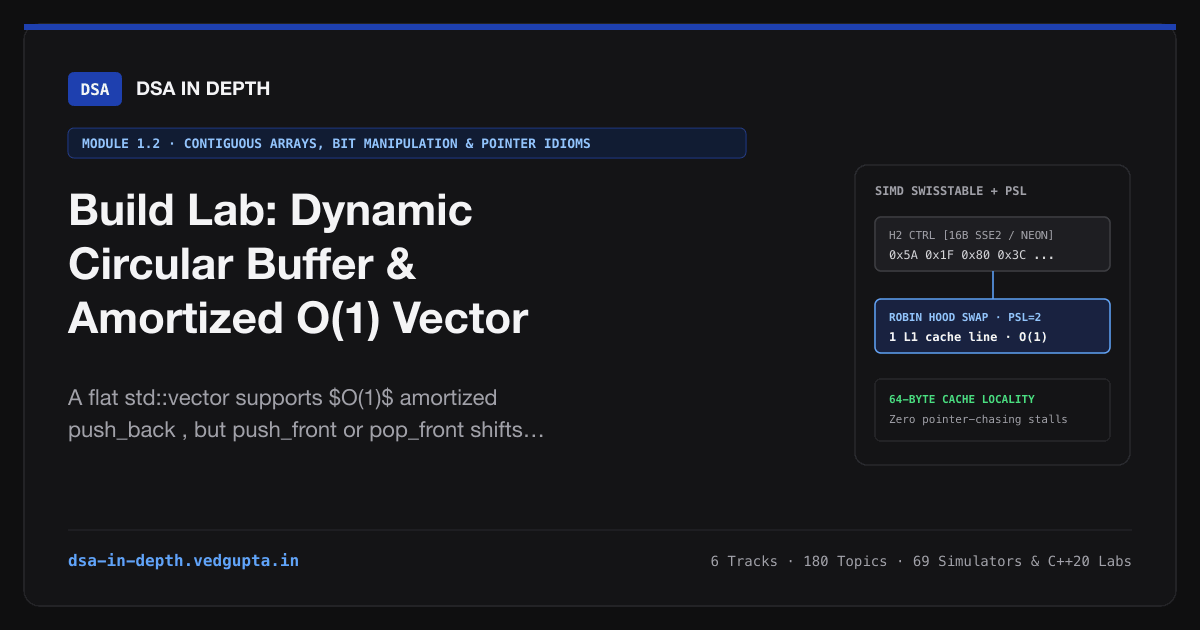 DSA
DSA IN DEPTH
MODULE 1.2 · CONTIGUOUS ARRAYS, BIT MANIPULATION & POINTER IDIOMS
Build Lab: Dynamic
Circular Buffer &
Amortized O(1) Vector
A flat std::vector supports $O(1)$ amortized
push_back , but push_front or pop_front shifts…
SIMD SWISSTABLE + PSL
H2 CTRL [16B SSE2 / NEON]
0x5A 0x1F 0x80 0x3C ...
ROBIN HOOD SWAP · PSL=2
1 L1 cache line · O(1)
64-BYTE CACHE LOCALITY
Zero pointer-chasing stalls
dsa-in-depth.vedgupta.in
6 Tracks · 180 Topics · 69 Simulators & C++20 Labs